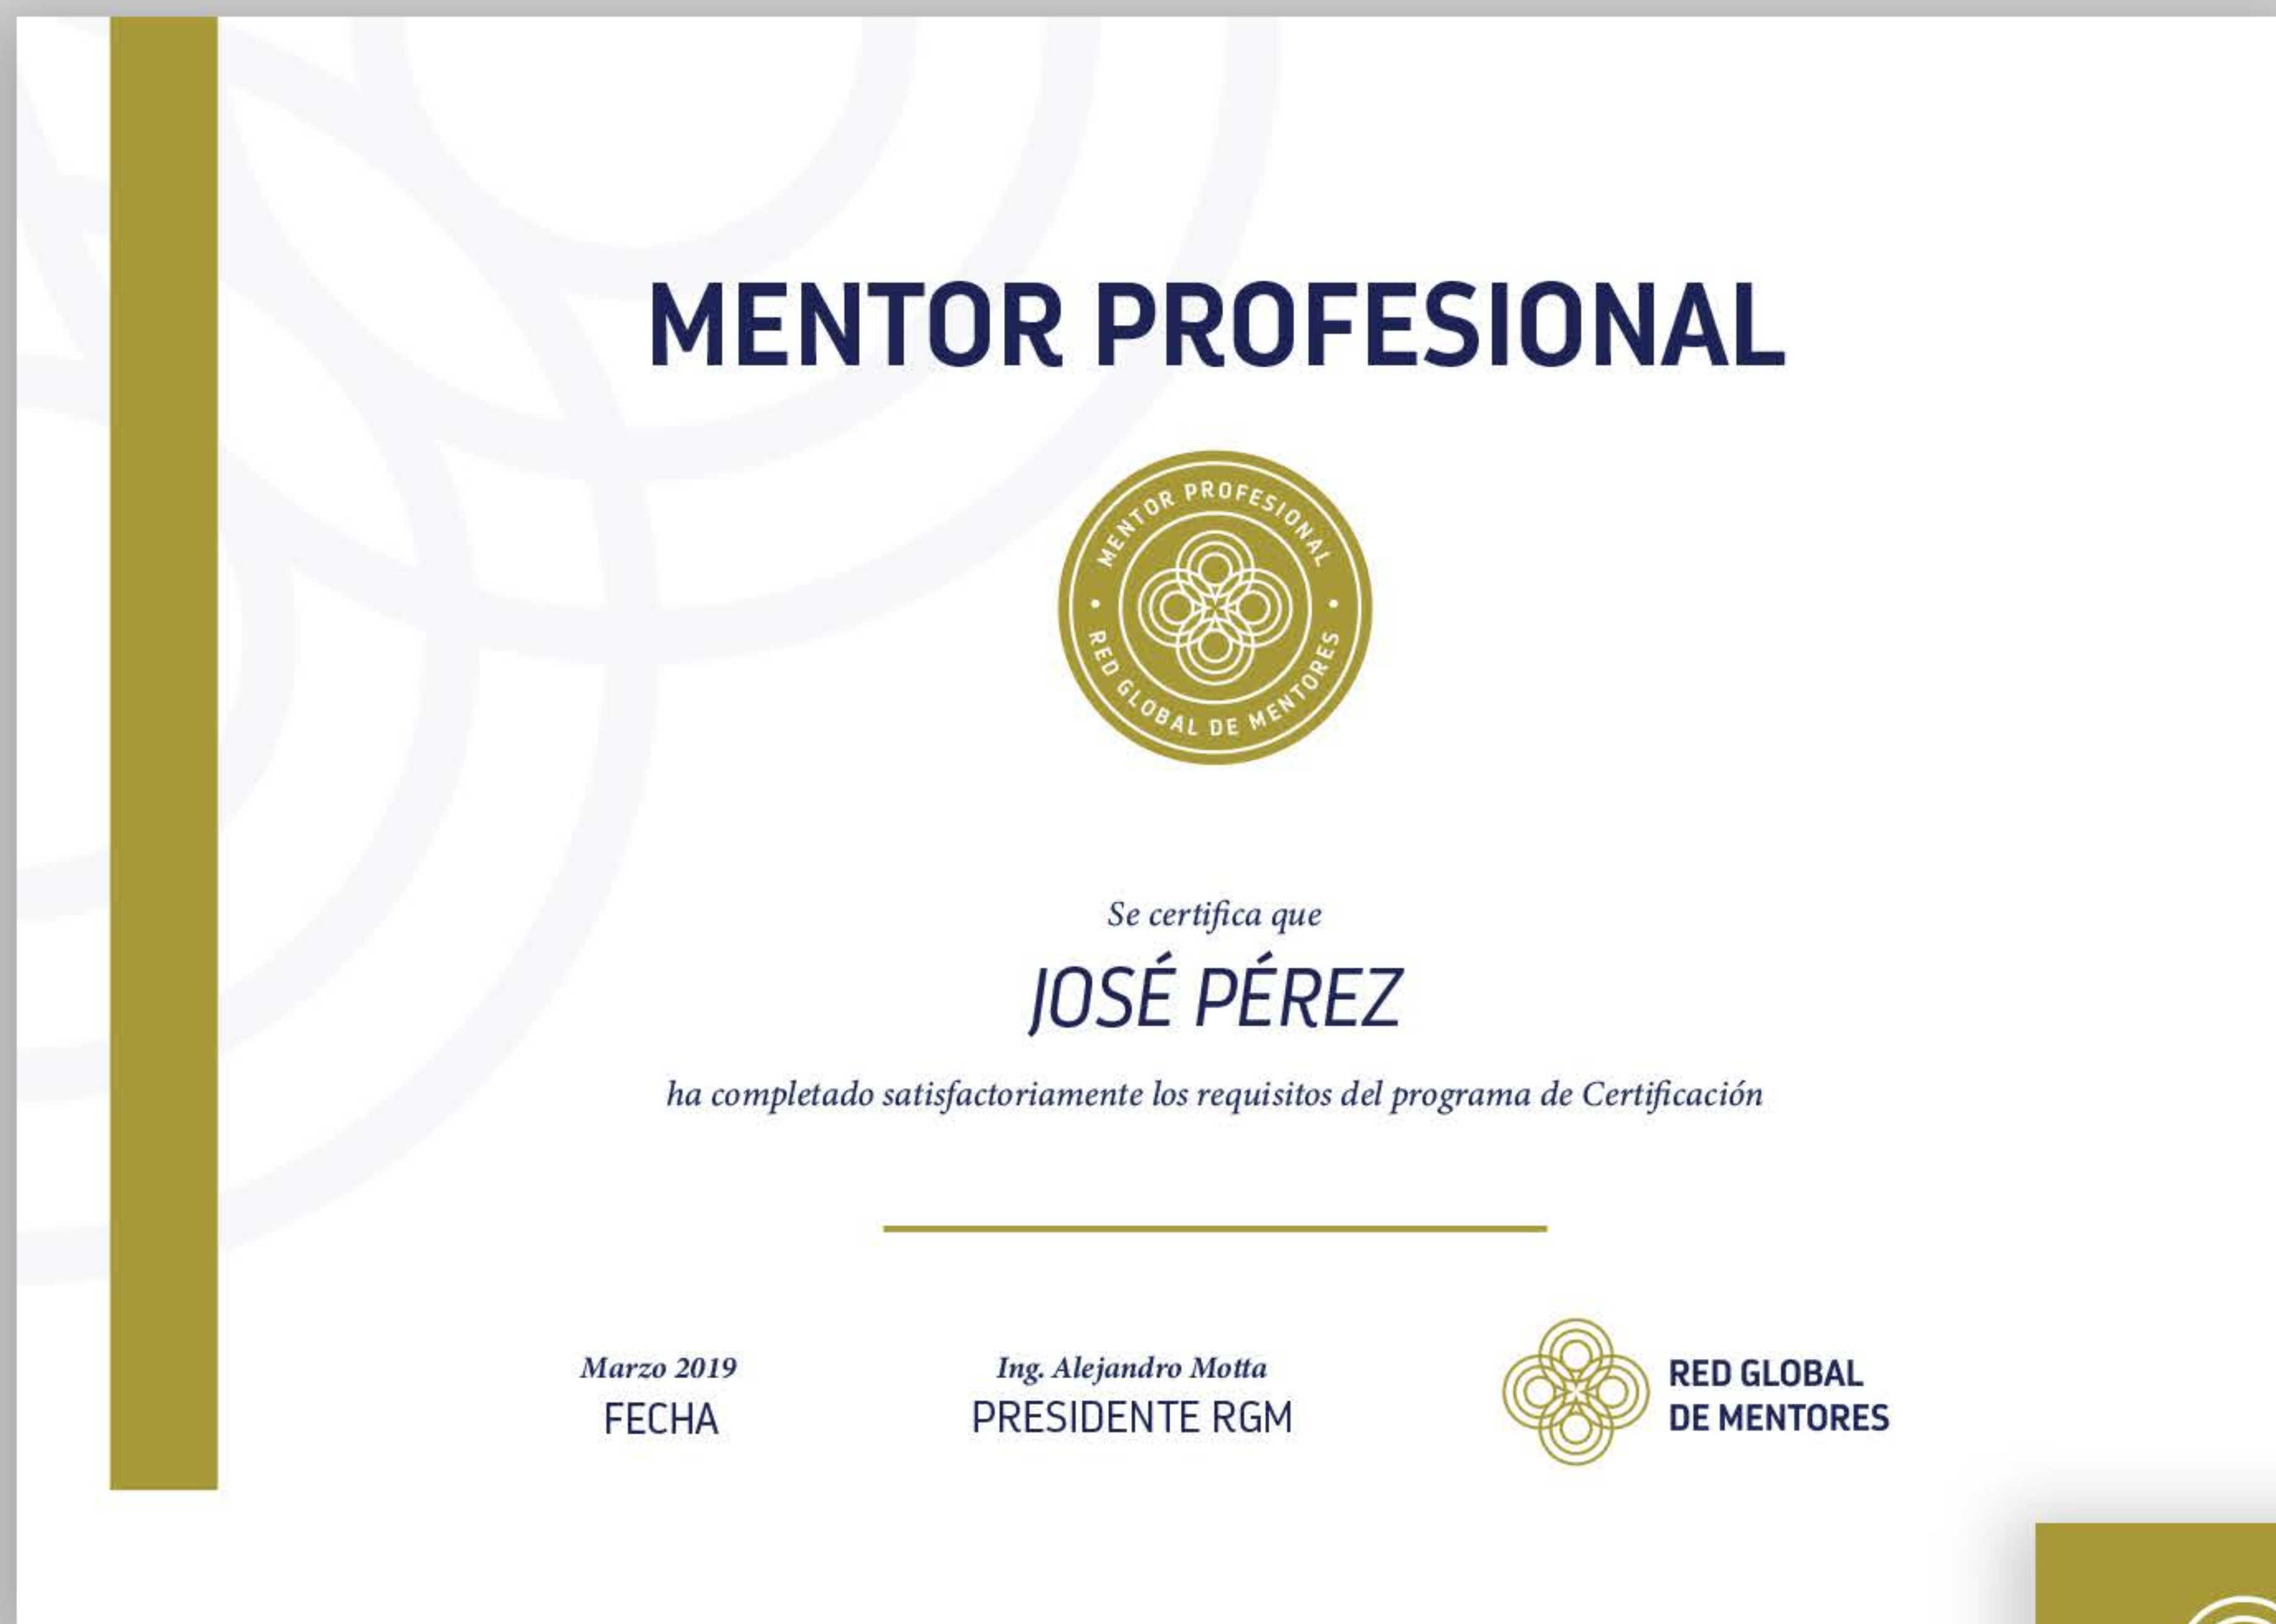 MENTOR PROFESIONAL
MENTOR PROFESIONAL
• RED GLOBAL DE MENTORES •
Se certifica que
JOSÉ PÉREZ
ha completado satisfactoriamente los requisitos del programa de Certificación
Marzo 2019
FECHA
Ing. Alejandro Motta
PRESIDENTE RGM
RED GLOBAL
DE MENTORES